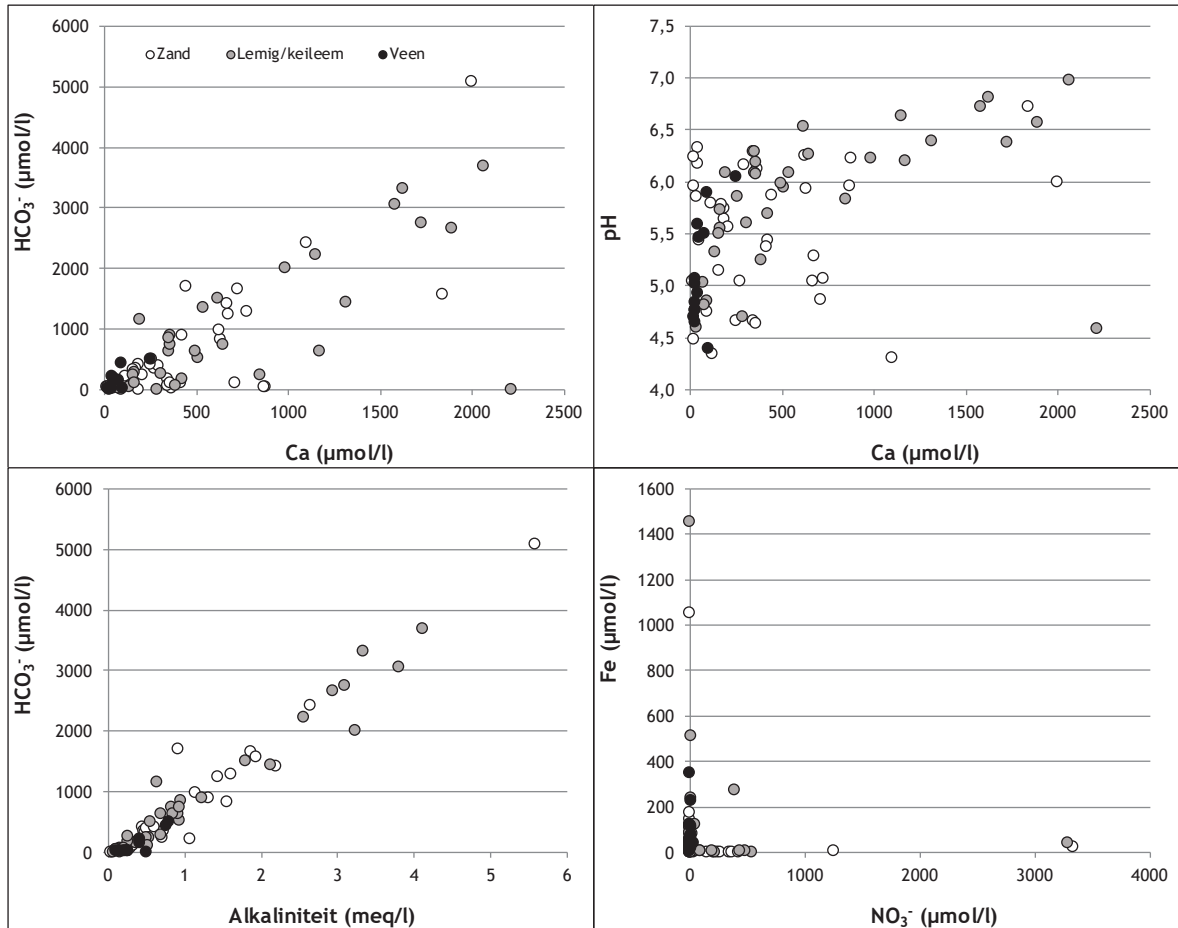 6000
5000
4000
3000
2000
1000
0
HCO₃⁻ (µmol/l)
Zand Lemig/keileem Veen
0 500 1000 1500 2000 2500
Ca (µmol/l)
7,5
7,0
6,5
6,0
5,5
5,0
4,5
4,0
pH
0 500 1000 1500 2000 2500
Ca (µmol/l)
6000
5000
4000
3000
2000
1000
0
HCO₃⁻ (µmol/l)
0 1 2 3 4 5 6
Alkaliniteit (meq/l)
1600
1400
1200
1000
800
600
400
200
0
Fe (µmol/l)
0 1000 2000 3000 4000
NO₃⁻ (µmol/l)